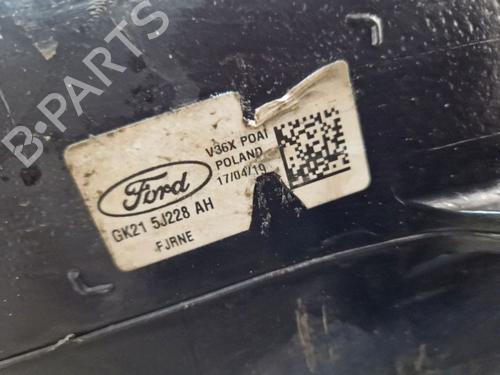 B-PARTS
Ford
V36X POAI
POLAND
17/04/19
GK21 5J228 AH
FJRNE